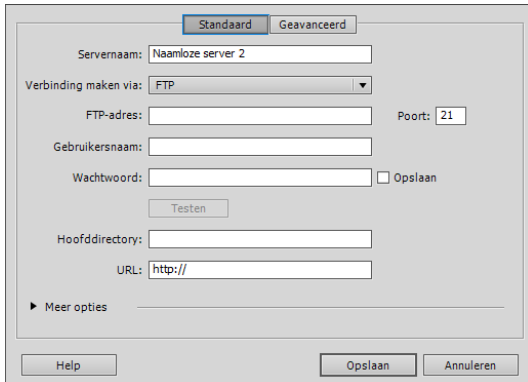 Standaard Geavanceerd
Servernaam: Naamloze server 2
Verbinding maken via: FTP
FTP-adres: Poort: 21
Gebruikersnaam:
Wachtwoord: Opslaan
Testen
Hoofddirectory:
URL: http://
Meer opties
Help Opslaan Annuleren